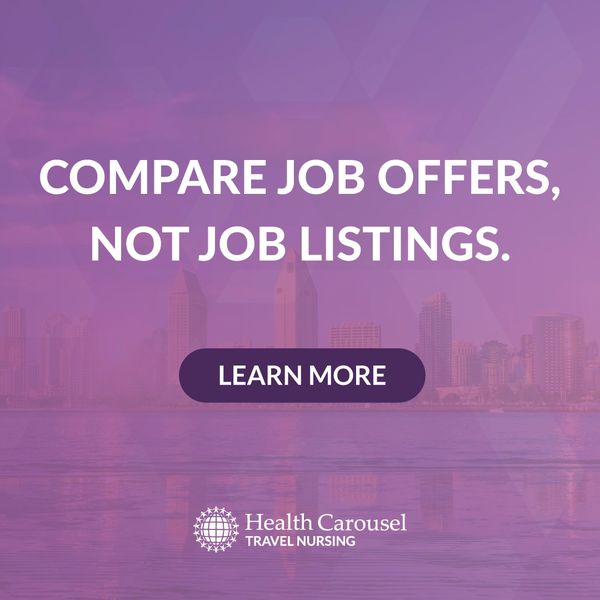 COMPARE JOB OFFERS,
NOT JOB LISTINGS.
LEARN MORE
Health Carousel
TRAVEL NURSING